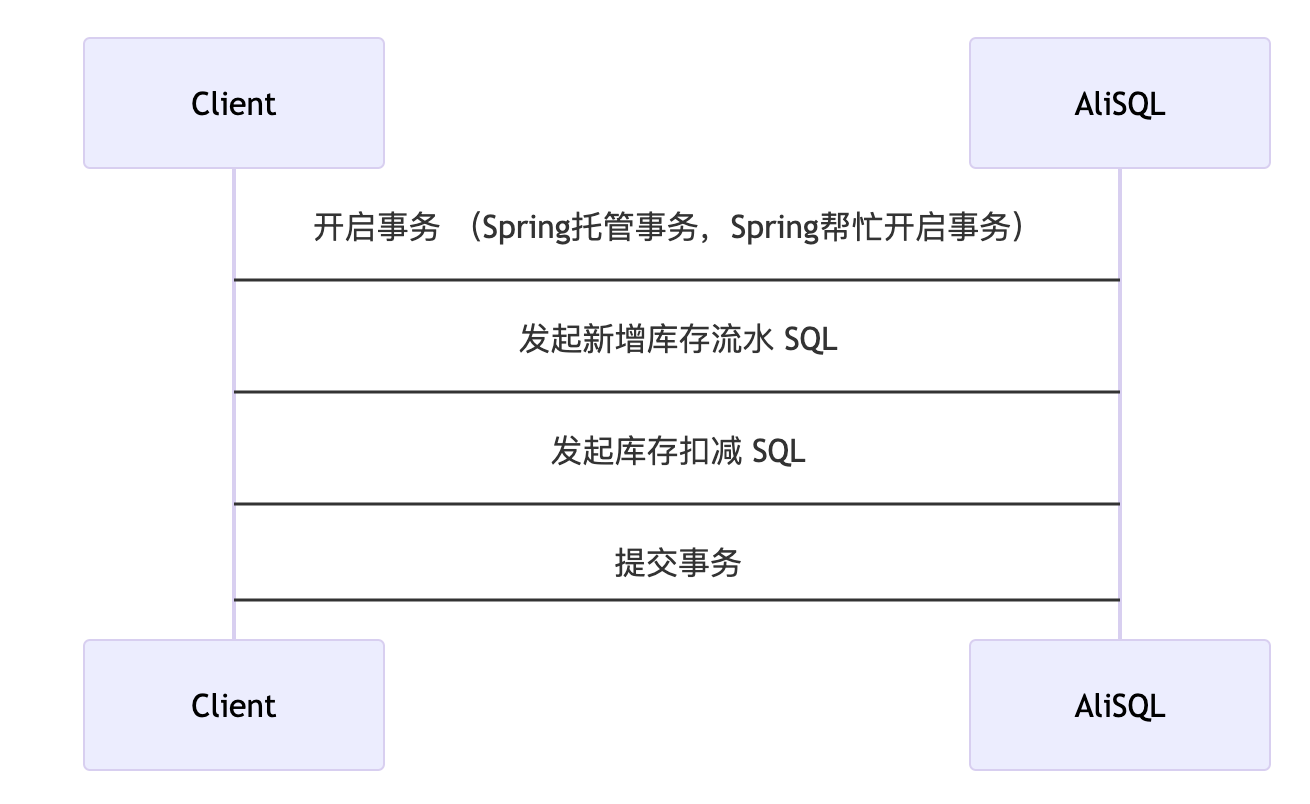 Client
AliSQL
开启事务 （Spring托管事务，Spring帮忙开启事务）
发起新增库存流水 SQL
发起库存扣减 SQL
提交事务
Client
AliSQL